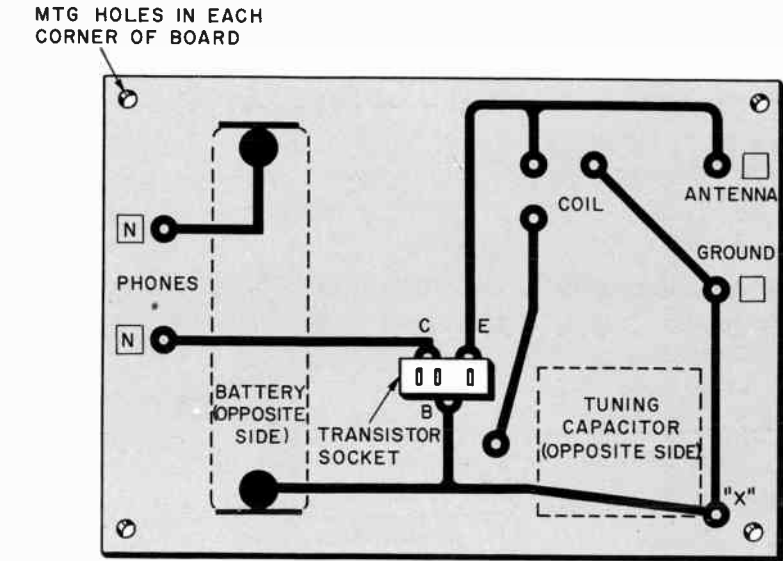 MTG HOLES IN EACH
CORNER OF BOARD
ANTENNA
COIL
N
GROUND
PHONES
N
C E
BATTERY
(OPPOSITE
SIDE)
B
TRANSISTOR
SOCKET
TUNING
CAPACITOR
(OPPOSITE SIDE)
"X"